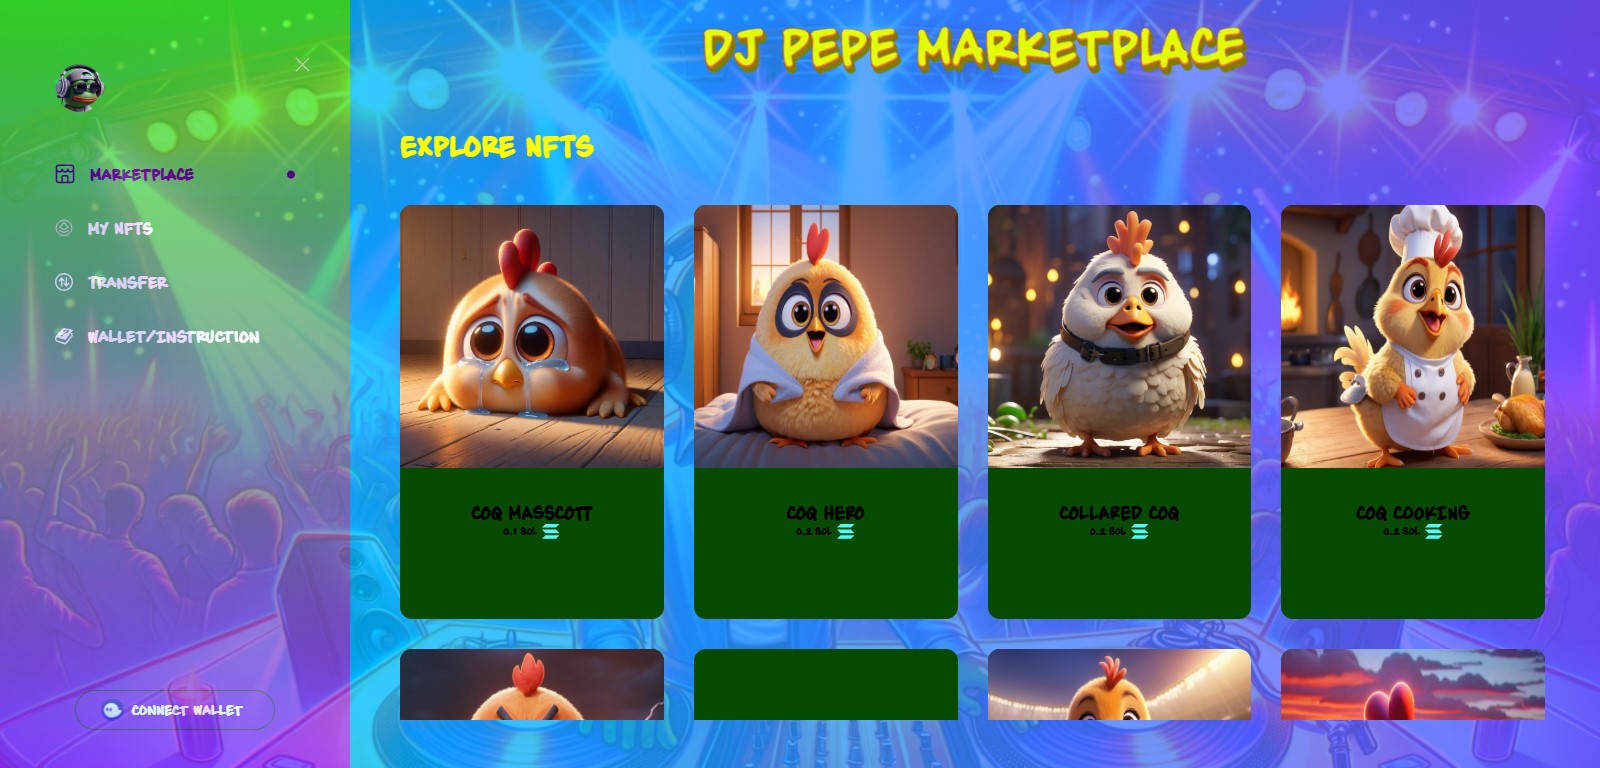 DJ PEPE MARKETPLACE
EXPLORE NFTS
MARKETPLACE
MY NFTS
TRANSFER
WALLET/INSTRUCTION
COQ MASSCOTT
0.1 SOL
COQ HERO
0.2 SOL
COLLARED COQ
0.2 SOL
COQ COOKING
0.2 SOL
CONNECT WALLET